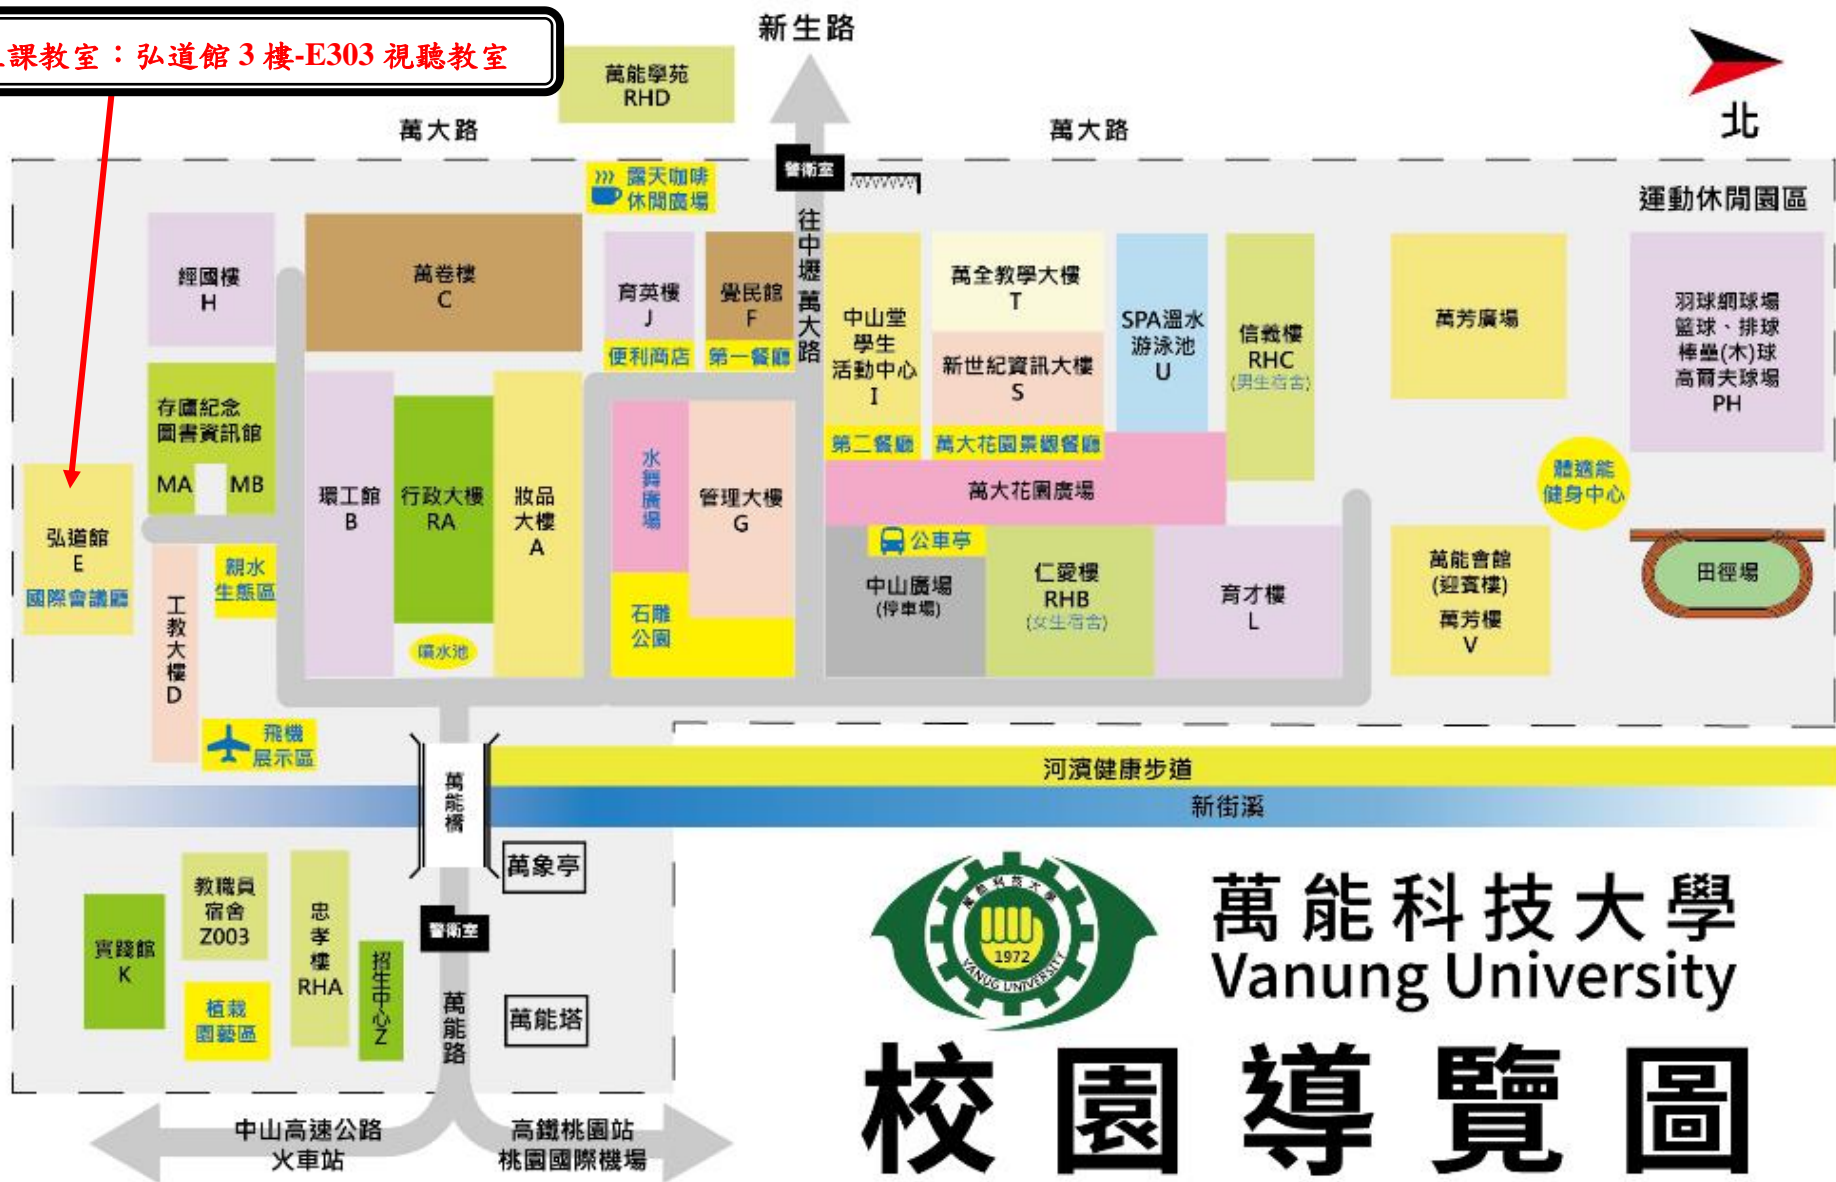 課教室：弘道館 3 樓-E303 視聽教室
新生路
萬能學苑
RHD
北
萬大路
萬大路
警衛室
露天咖啡
休閒廣場
運動休閒園區
往中壢 萬大路
經國樓
H
萬卷樓
C
育英樓
J
便利商店
覺民館
F
第一餐廳
中山堂
學生
活動中心
I
第二餐廳
萬全教學大樓
T
新世紀資訊大樓
S
萬大花園景觀餐廳
SPA溫水
游泳池
U
信義樓
RHC
(男生宿舍)
萬芳廣場
羽球網球場
籃球、排球
棒壘(木)球
高爾夫球場
PH
存廬紀念
圖書資訊館
MA
MB
環工館
B
行政大樓
RA
噴水池
妝品
大樓
A
水舞廣場
管理大樓
G
石雕
公園
萬大花園廣場
體適能
健身中心
弘道館
E
國際會議廳
親水
生態區
工教大樓D
公車亭
中山廣場
(停車場)
仁愛樓
RHB
(女生宿舍)
育才樓
L
萬能會館
(迎賓樓)
萬芳樓
V
田徑場
飛機
展示區
萬能橋
河濱健康步道
新街溪
萬象亭
警衛室
萬能塔
萬能路
實踐館
K
教職員
宿舍
Z003
植栽
園藝區
忠孝樓
RHA
招生中心Z
中山高速公路
火車站
高鐵桃園站
桃園國際機場
萬能科技大學
1972
VANUNG UNIVERSITY
萬能科技大學
Vanung University
校園導覽圖